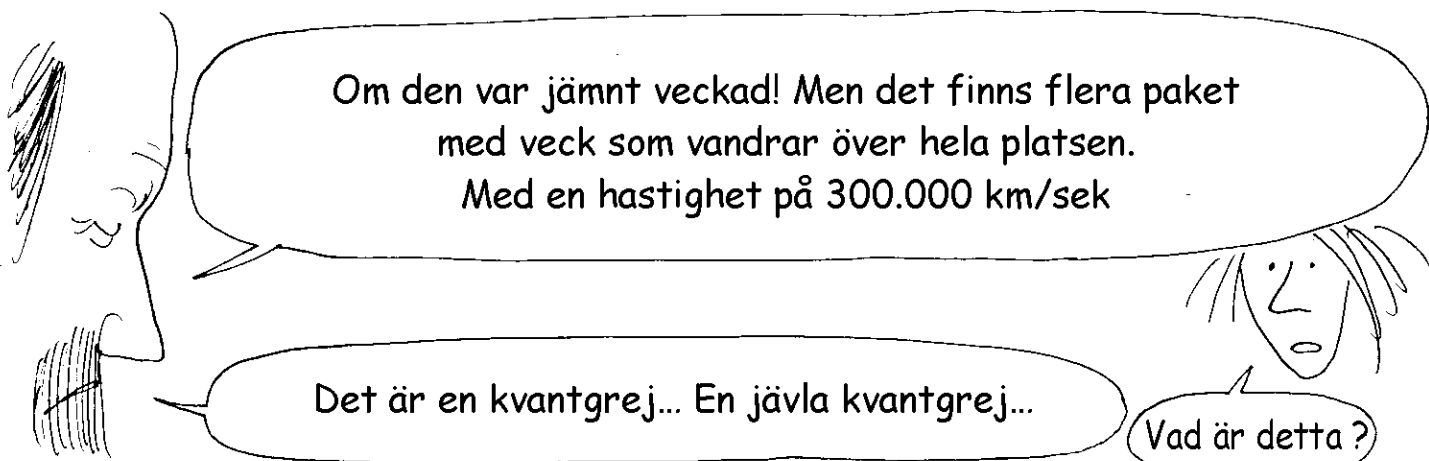 Om den var jämnt veckad! Men det finns flera paket
med veck som vandrar över hela platsen.
Med en hastighet på 300.000 km/sek
Det är en kvantgrej... En jävla kvantgrej...
Vad är detta ?